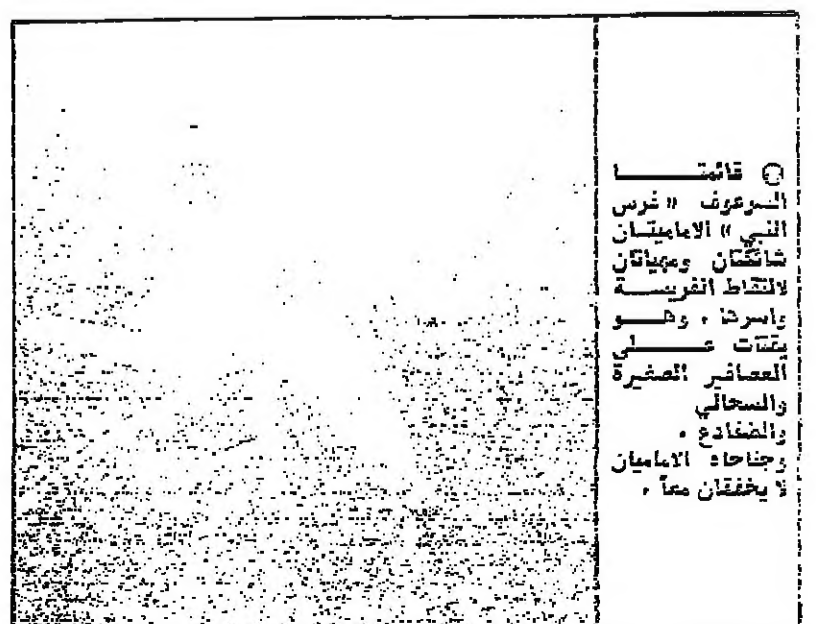 قائمتا
السرعوف « فرس
النبي » الاماميتان
شائكتان ومهيأتان
لالتقاط الفريسة
واسرها ، وهو
يقتات على
العصافير الصغيرة
والسحالي
والضفادع .
وجناحاه الاماميان
لا يخفقان معاً .